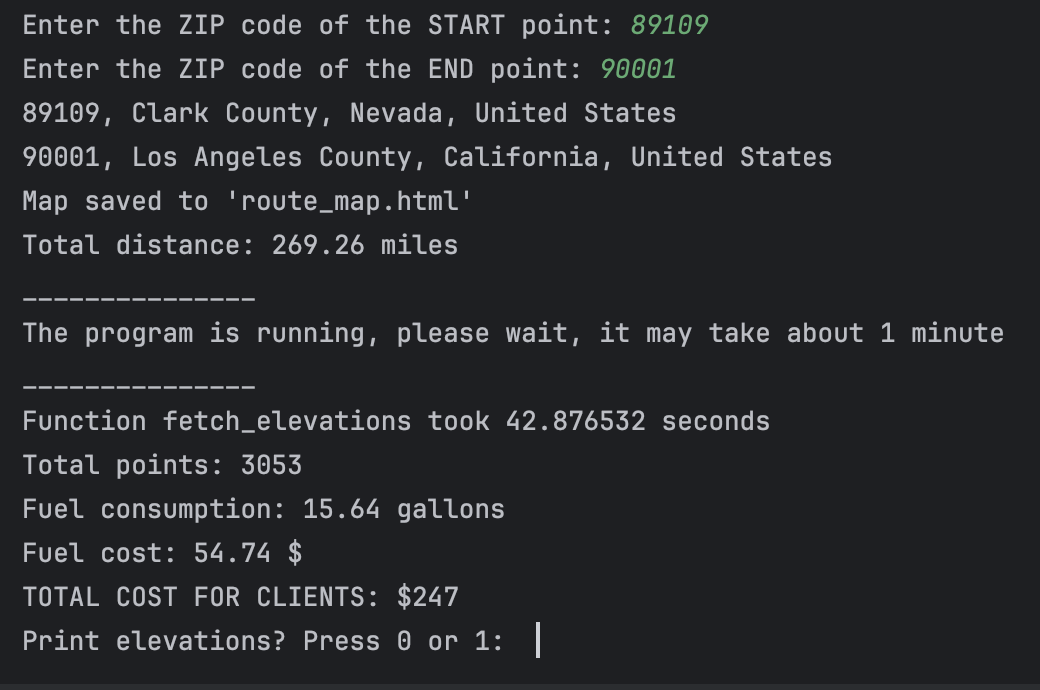 Enter the ZIP code of the START point: 89109
Enter the ZIP code of the END point: 90001
89109, Clark County, Nevada, United States
90001, Los Angeles County, California, United States
Map saved to 'route_map.html'
Total distance: 269.26 miles
_______________
The program is running, please wait, it may take about 1 minute
_______________
Function fetch_elevations took 42.876532 seconds
Total points: 3053
Fuel consumption: 15.64 gallons
Fuel cost: 54.74 $
TOTAL COST FOR CLIENTS: $247
Print elevations? Press 0 or 1: